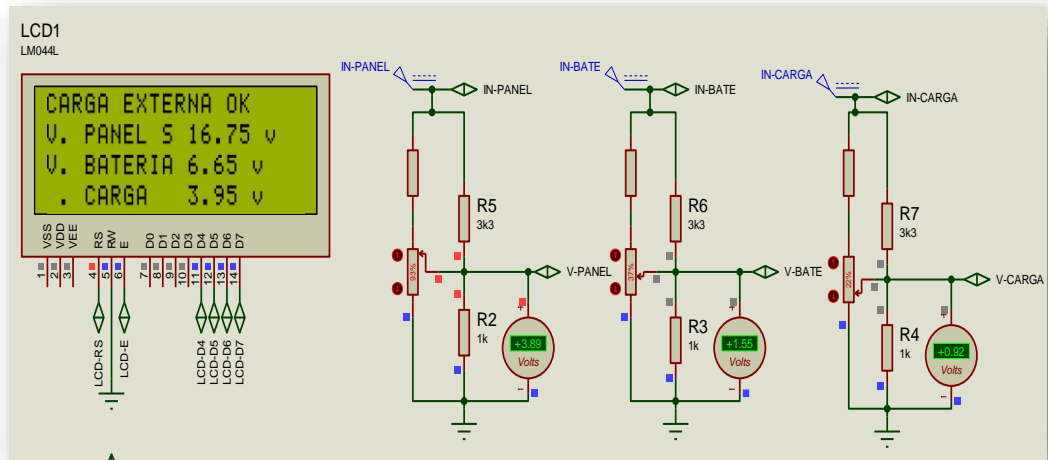 LCD1
LM044L
CARGA EXTERNA OK
V. PANEL S 16.75 v
V. BATERIA 6.65 v
. CARGA 3.95 v
VSS
VDD
VEE
RS
RW
E
D0
D1
D2
D3
D4
D5
D6
D7
1
2
3
4
5
6
7
8
9
10
11
12
13
14
LCD-RS
LCD-E
LCD-D4
LCD-D5
LCD-D6
LCD-D7
IN-PANEL
IN-PANEL
R5
3k3
93%
V-PANEL
R2
1k
+
+3.89
Volts
−
IN-BATE
IN-BATE
R6
3k3
37%
V-BATE
R3
1k
+
+1.55
Volts
−
IN-CARGA
IN-CARGA
R7
3k3
22%
V-CARGA
R4
1k
+
+0.92
Volts
−